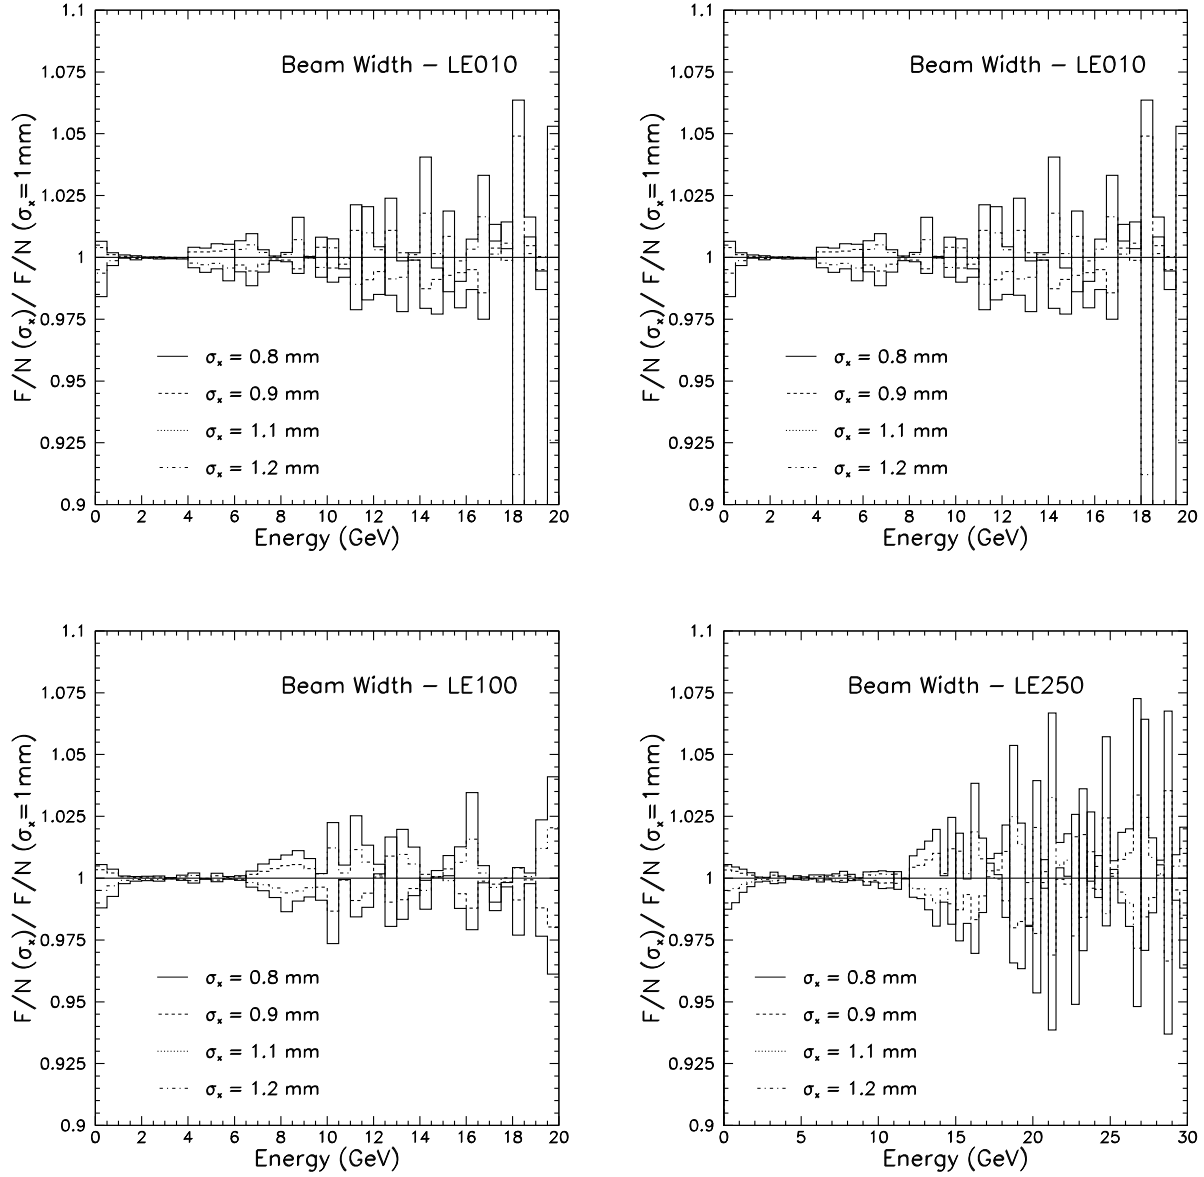 1.1
1.075
1.05
1.025
1
0.975
0.95
0.925
0.9
F/N (σx)/ F/N (σx=1mm)
Beam Width – LE010
σx = 0.8 mm
σx = 0.9 mm
σx = 1.1 mm
σx = 1.2 mm
0 2 4 6 8 10 12 14 16 18 20
Energy (GeV)
1.1
1.075
1.05
1.025
1
0.975
0.95
0.925
0.9
F/N (σx)/ F/N (σx=1mm)
Beam Width – LE010
σx = 0.8 mm
σx = 0.9 mm
σx = 1.1 mm
σx = 1.2 mm
0 2 4 6 8 10 12 14 16 18 20
Energy (GeV)
1.1
1.075
1.05
1.025
1
0.975
0.95
0.925
0.9
F/N (σx)/ F/N (σx=1mm)
Beam Width – LE100
σx = 0.8 mm
σx = 0.9 mm
σx = 1.1 mm
σx = 1.2 mm
0 2 4 6 8 10 12 14 16 18 20
Energy (GeV)
1.1
1.075
1.05
1.025
1
0.975
0.95
0.925
0.9
F/N (σx)/ F/N (σx=1mm)
Beam Width – LE250
σx = 0.8 mm
σx = 0.9 mm
σx = 1.1 mm
σx = 1.2 mm
0 5 10 15 20 25 30
Energy (GeV)